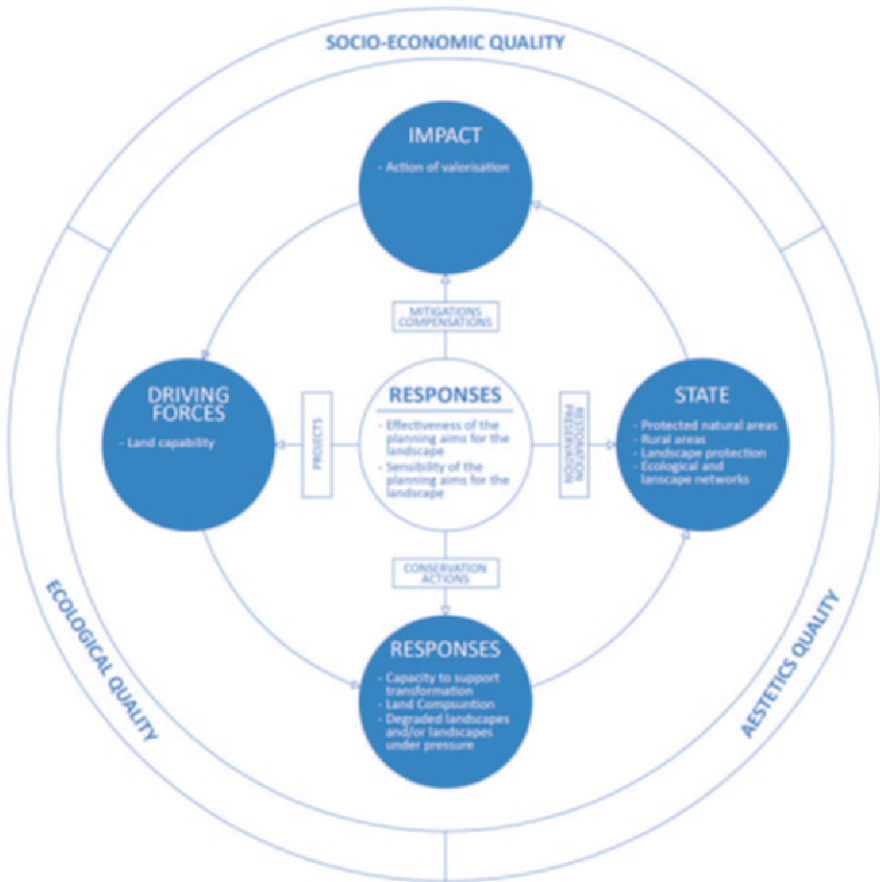 SOCIO-ECONOMIC QUALITY
IMPACT
- Action of valorisation
MITIGATIONS
COMPENSATIONS
DRIVING
FORCES
- Land capability
PROJECTS
RESPONSES
- Effectiveness of the
planning aims for the
landscape
- Sensibility of the
planning aims for the
landscape
RESTORATION
PRESERVATION
STATE
- Protected natural areas
- Rural areas
- Landscape protection
- Ecological and
lanscape networks
CONSERVATION
ACTIONS
RESPONSES
- Capacity to support
transformation
- Land Compsuntion
- Degraded landscapes
and/or landscapes
under pressure
ECOLOGICAL QUALITY
AESTETICS QUALITY